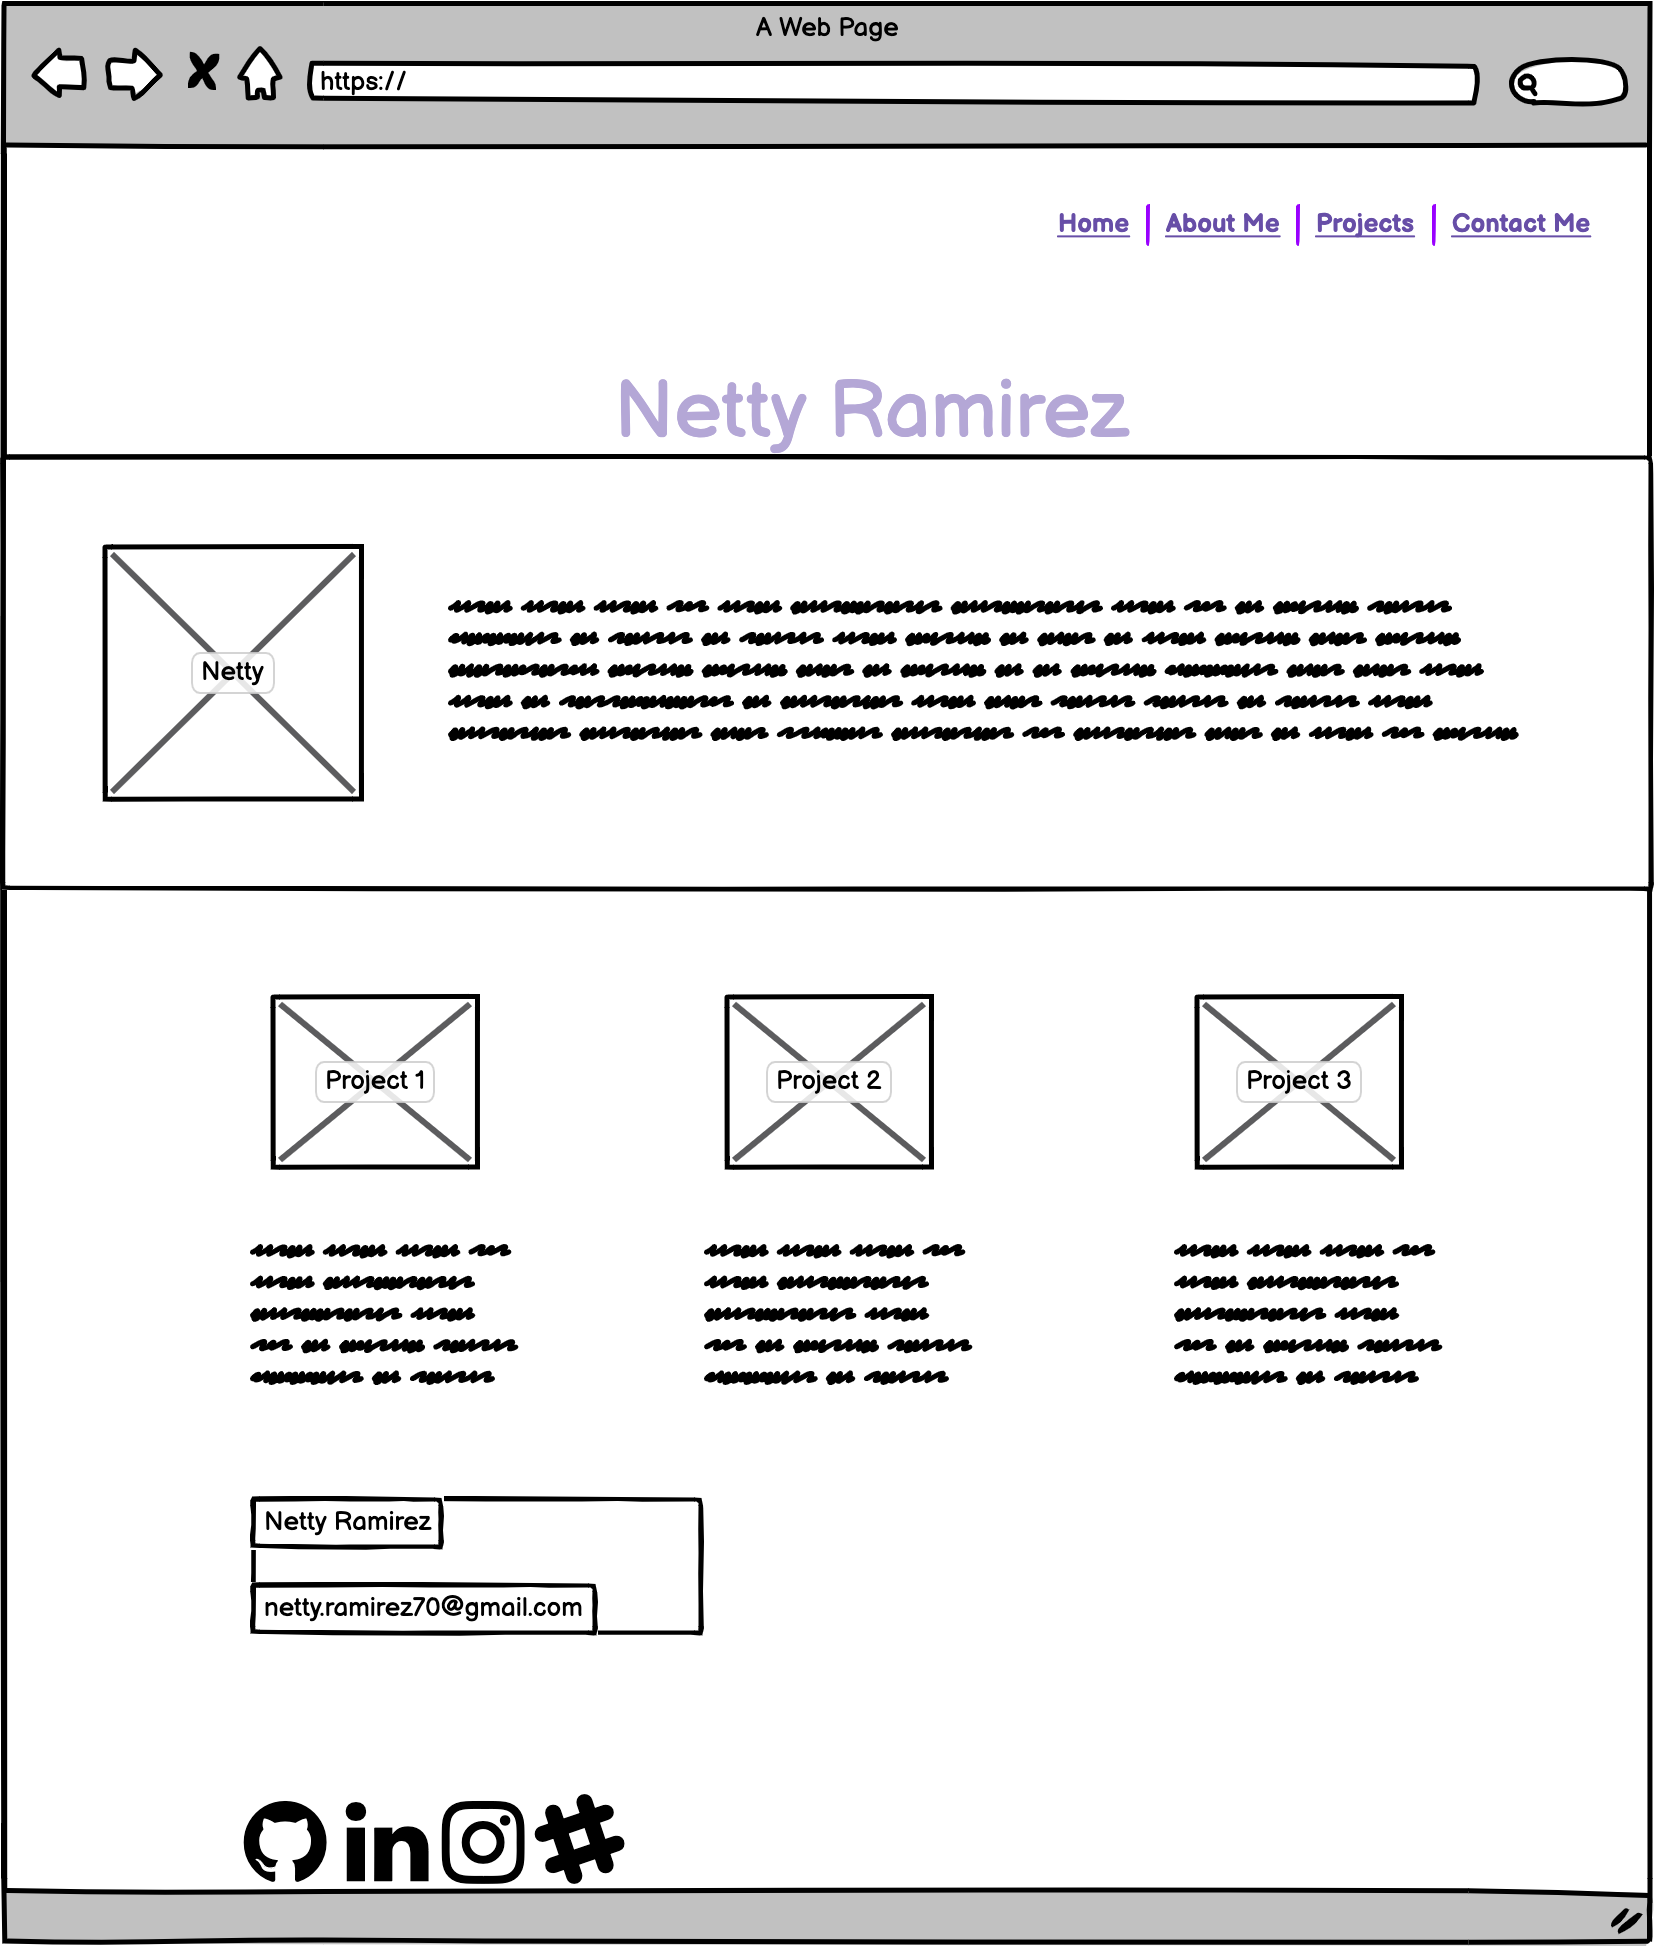 A Web Page
https://
Home About Me Projects Contact Me
Netty Ramirez
Netty
Project 1 Project 2 Project 3
Netty Ramirez
netty.ramirez70@gmail.com
in